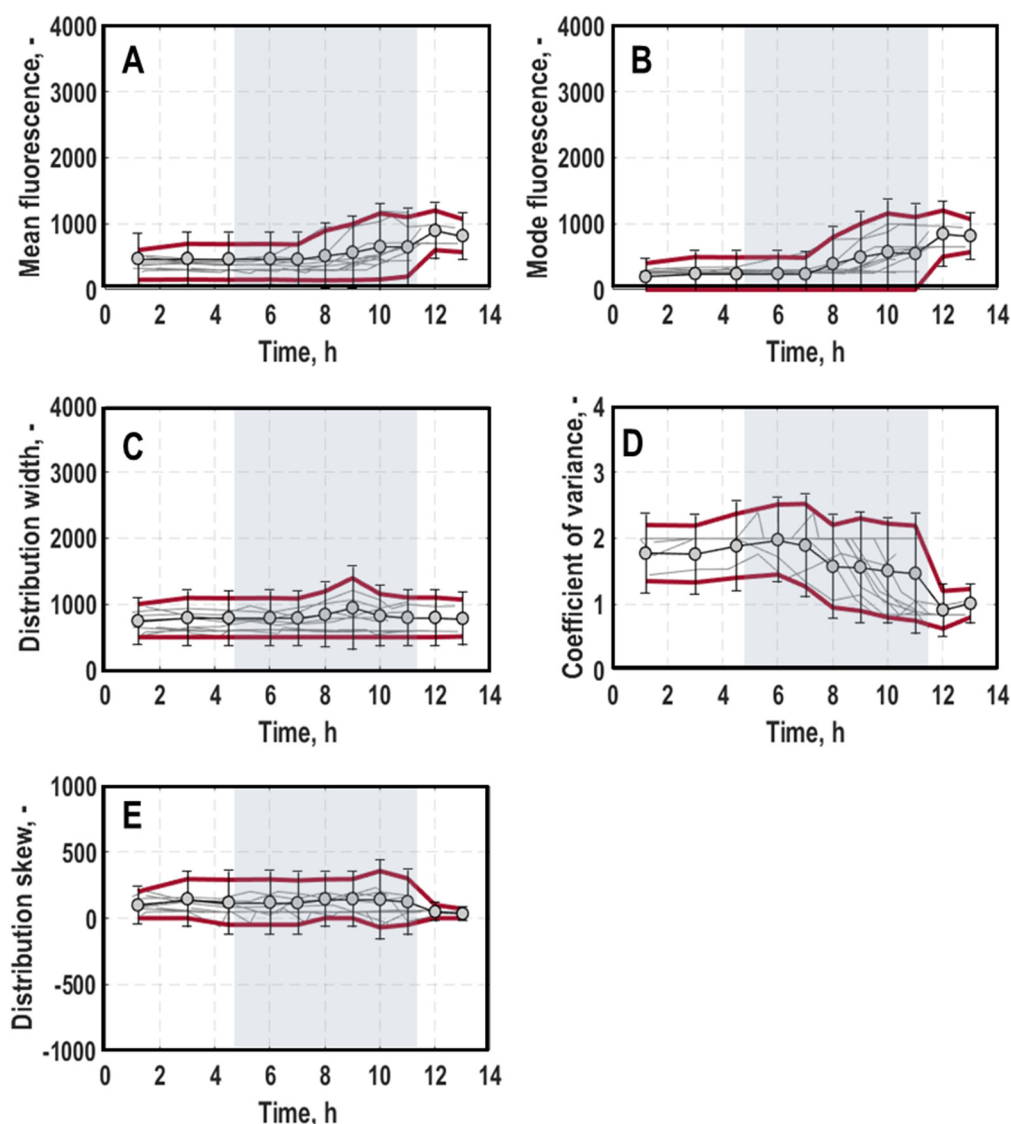 A
Mean fluorescence, -
4000
3000
2000
1000
0
0 2 4 6 8 10 12 14
Time, h
B
Mode fluorescence, -
4000
3000
2000
1000
0
0 2 4 6 8 10 12 14
Time, h
C
Distribution width, -
4000
3000
2000
1000
0
0 2 4 6 8 10 12 14
Time, h
D
Coefficient of variance, -
4
3
2
1
0
0 2 4 6 8 10 12 14
Time, h
E
Distribution skew, -
1000
500
0
-500
-1000
0 2 4 6 8 10 12 14
Time, h